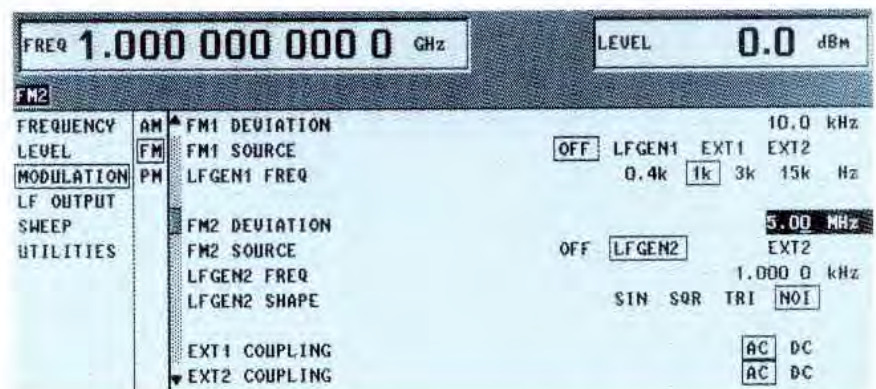 FREQ 1.000 000 000 0 GHz LEVEL 0.0 dBm
FM2
FREQUENCY AM FM1 DEVIATION 10.0 kHz
LEVEL FM FM1 SOURCE OFF LFGEN1 EXT1 EXT2
MODULATION PM LFGEN1 FREQ 0.4k 1k 3k 15k Hz
LF OUTPUT
SWEEP FM2 DEVIATION 5.00 MHz
UTILITIES FM2 SOURCE OFF LFGEN2 EXT2
LFGEN2 FREQ 1.000 0 kHz
LFGEN2 SHAPE SIN SQR TRI NOI
EXT1 COUPLING AC DC
EXT2 COUPLING AC DC